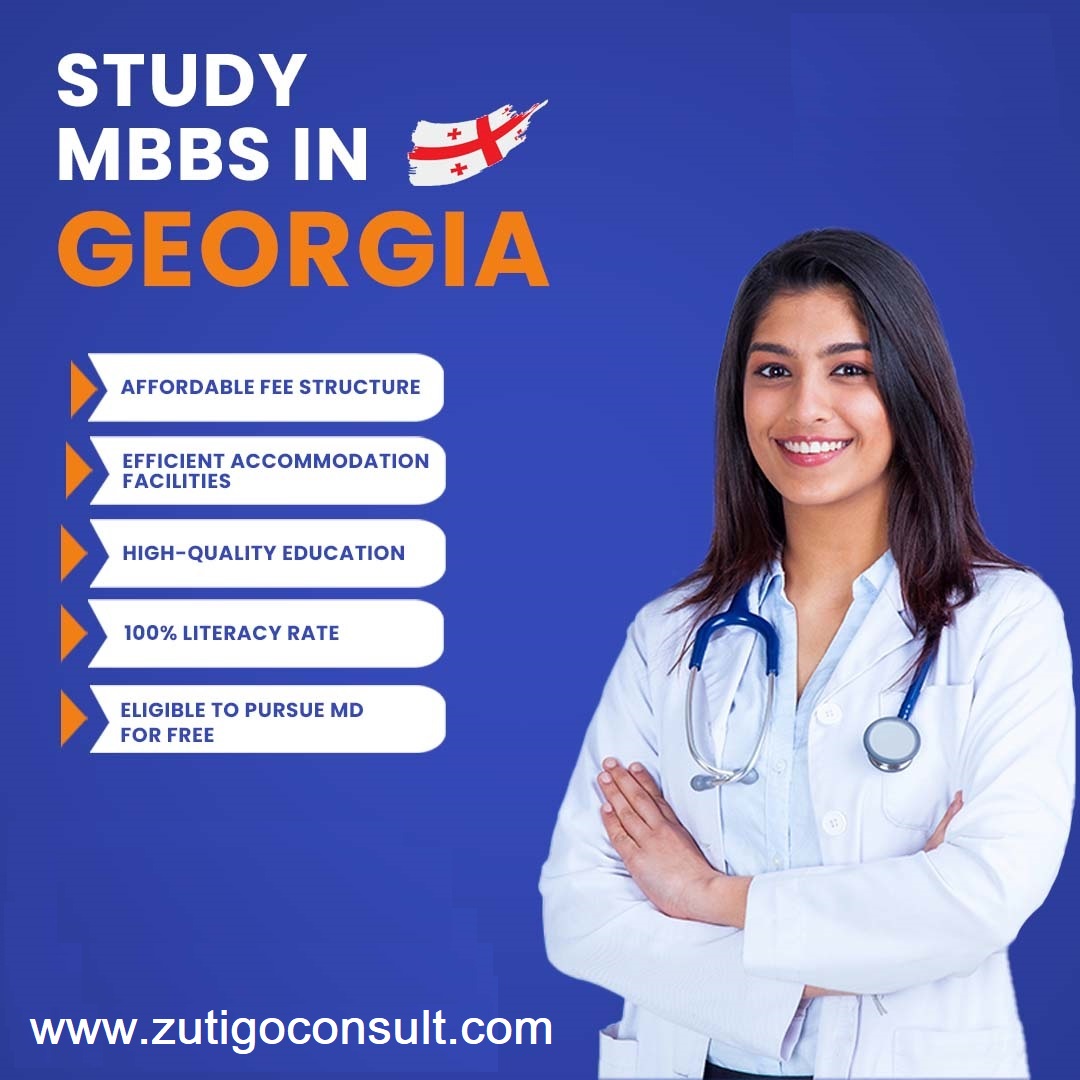 STUDY
MBBS IN
GEORGIA
AFFORDABLE FEE STRUCTURE
EFFICIENT ACCOMMODATION
FACILITIES
HIGH-QUALITY EDUCATION
100% LITERACY RATE
ELIGIBLE TO PURSUE MD
FOR FREE
www.zutigoconsult.com